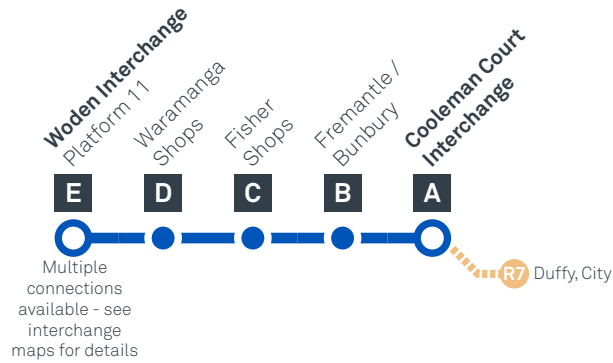 Woden Interchange
Platform 11
Waramanga
Shops
Fisher
Shops
Fremantle /
Bunbury
Cooleman Court
Interchange
E
D
C
B
A
Multiple
connections
available - see
interchange
maps for details
R7 Duffy, City